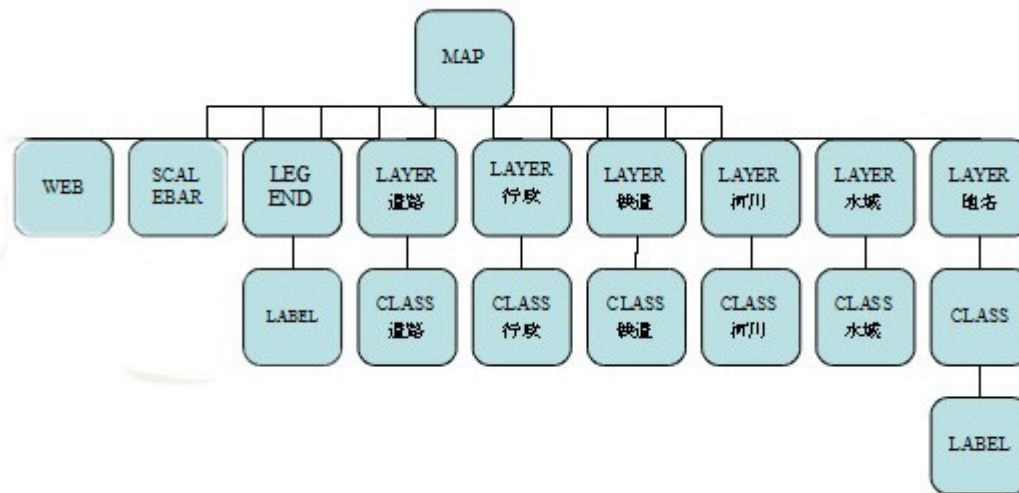 MAP
WEB
SCAL
EBAR
LEG
END
LAYER
道路
LAYER
行政
LAYER
鉄道
LAYER
河川
LAYER
水域
LAYER
地名
LABEL
CLASS
道路
CLASS
行政
CLASS
鉄道
CLASS
河川
CLASS
水域
CLASS
LABEL